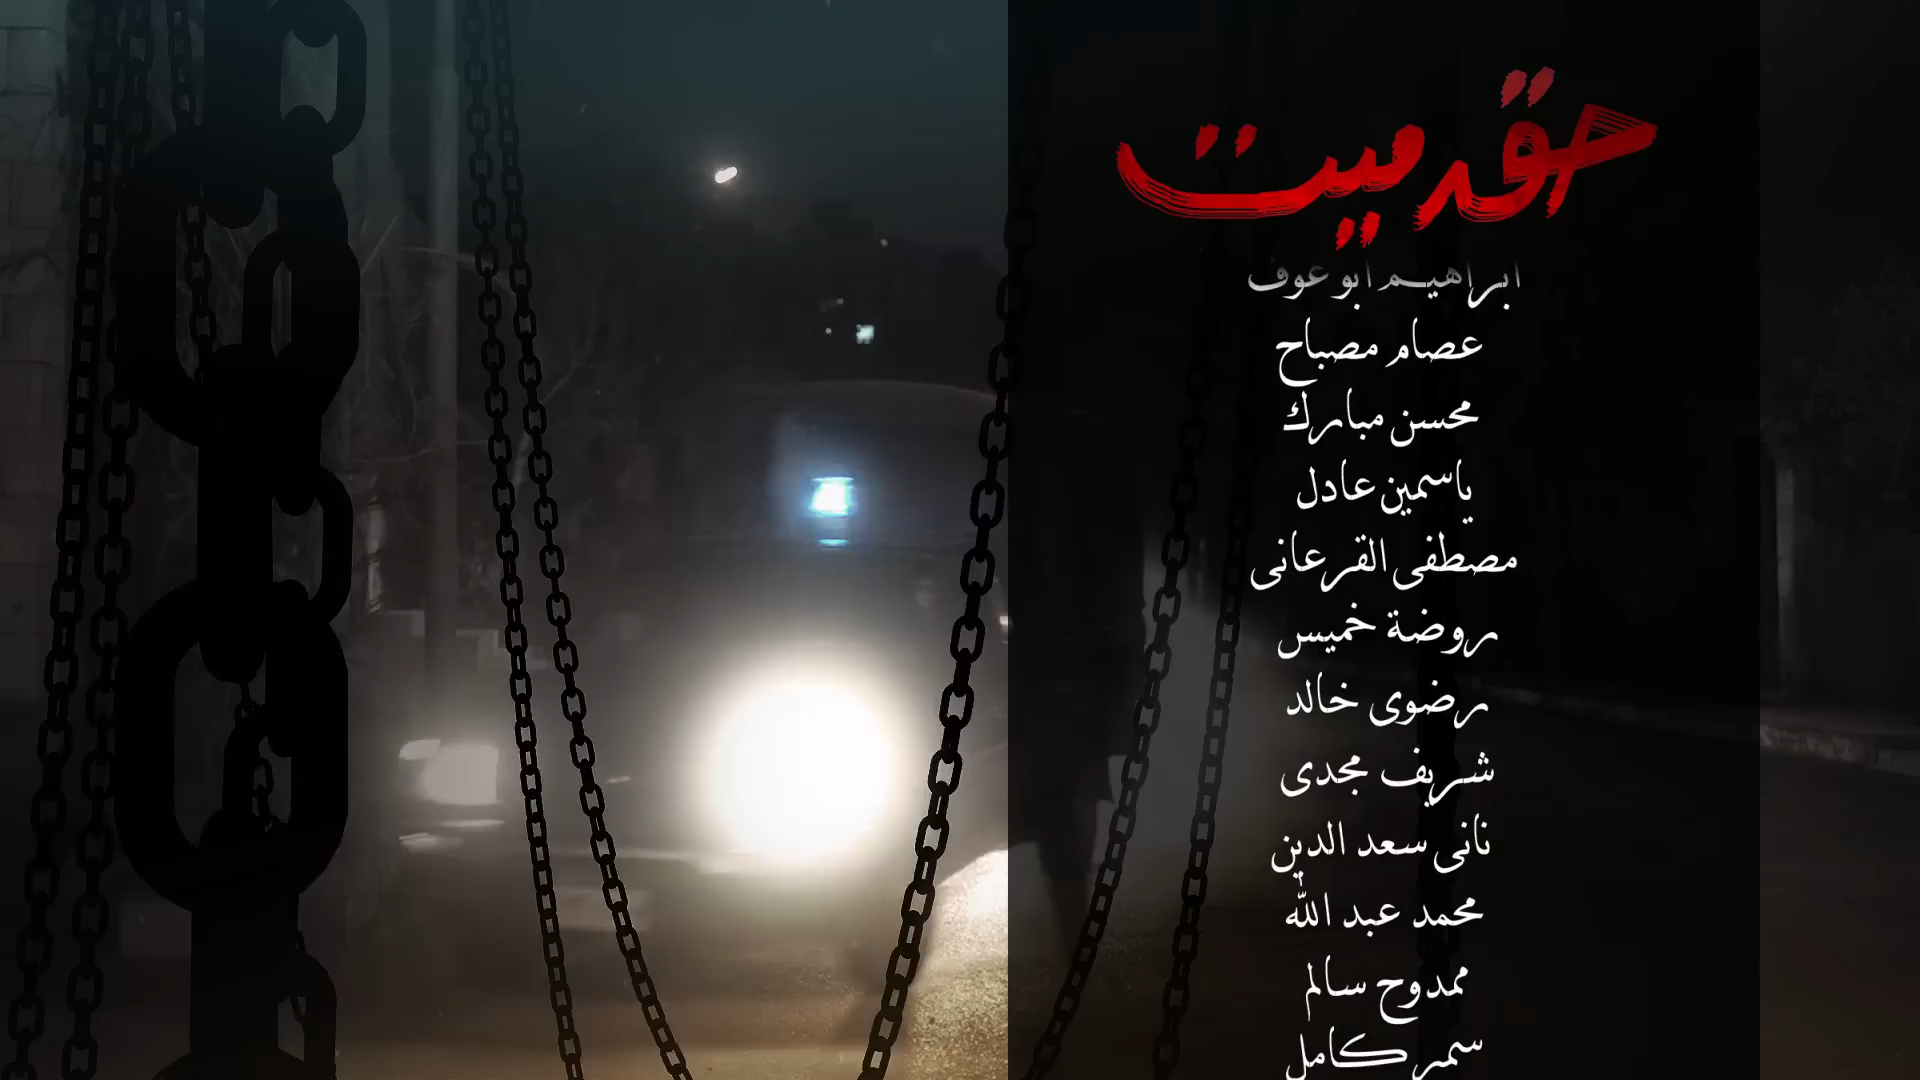 حق ميت
ابراهيم ابو عوف
عصام مصباح
محسن مبارك
ياسمين عادل
مصطفى القرعانى
روضة خميس
رضوى خالد
شريف مجدى
نانى سعد الدين
محمد عبد الله
ممدوح سالم
سمر كامل